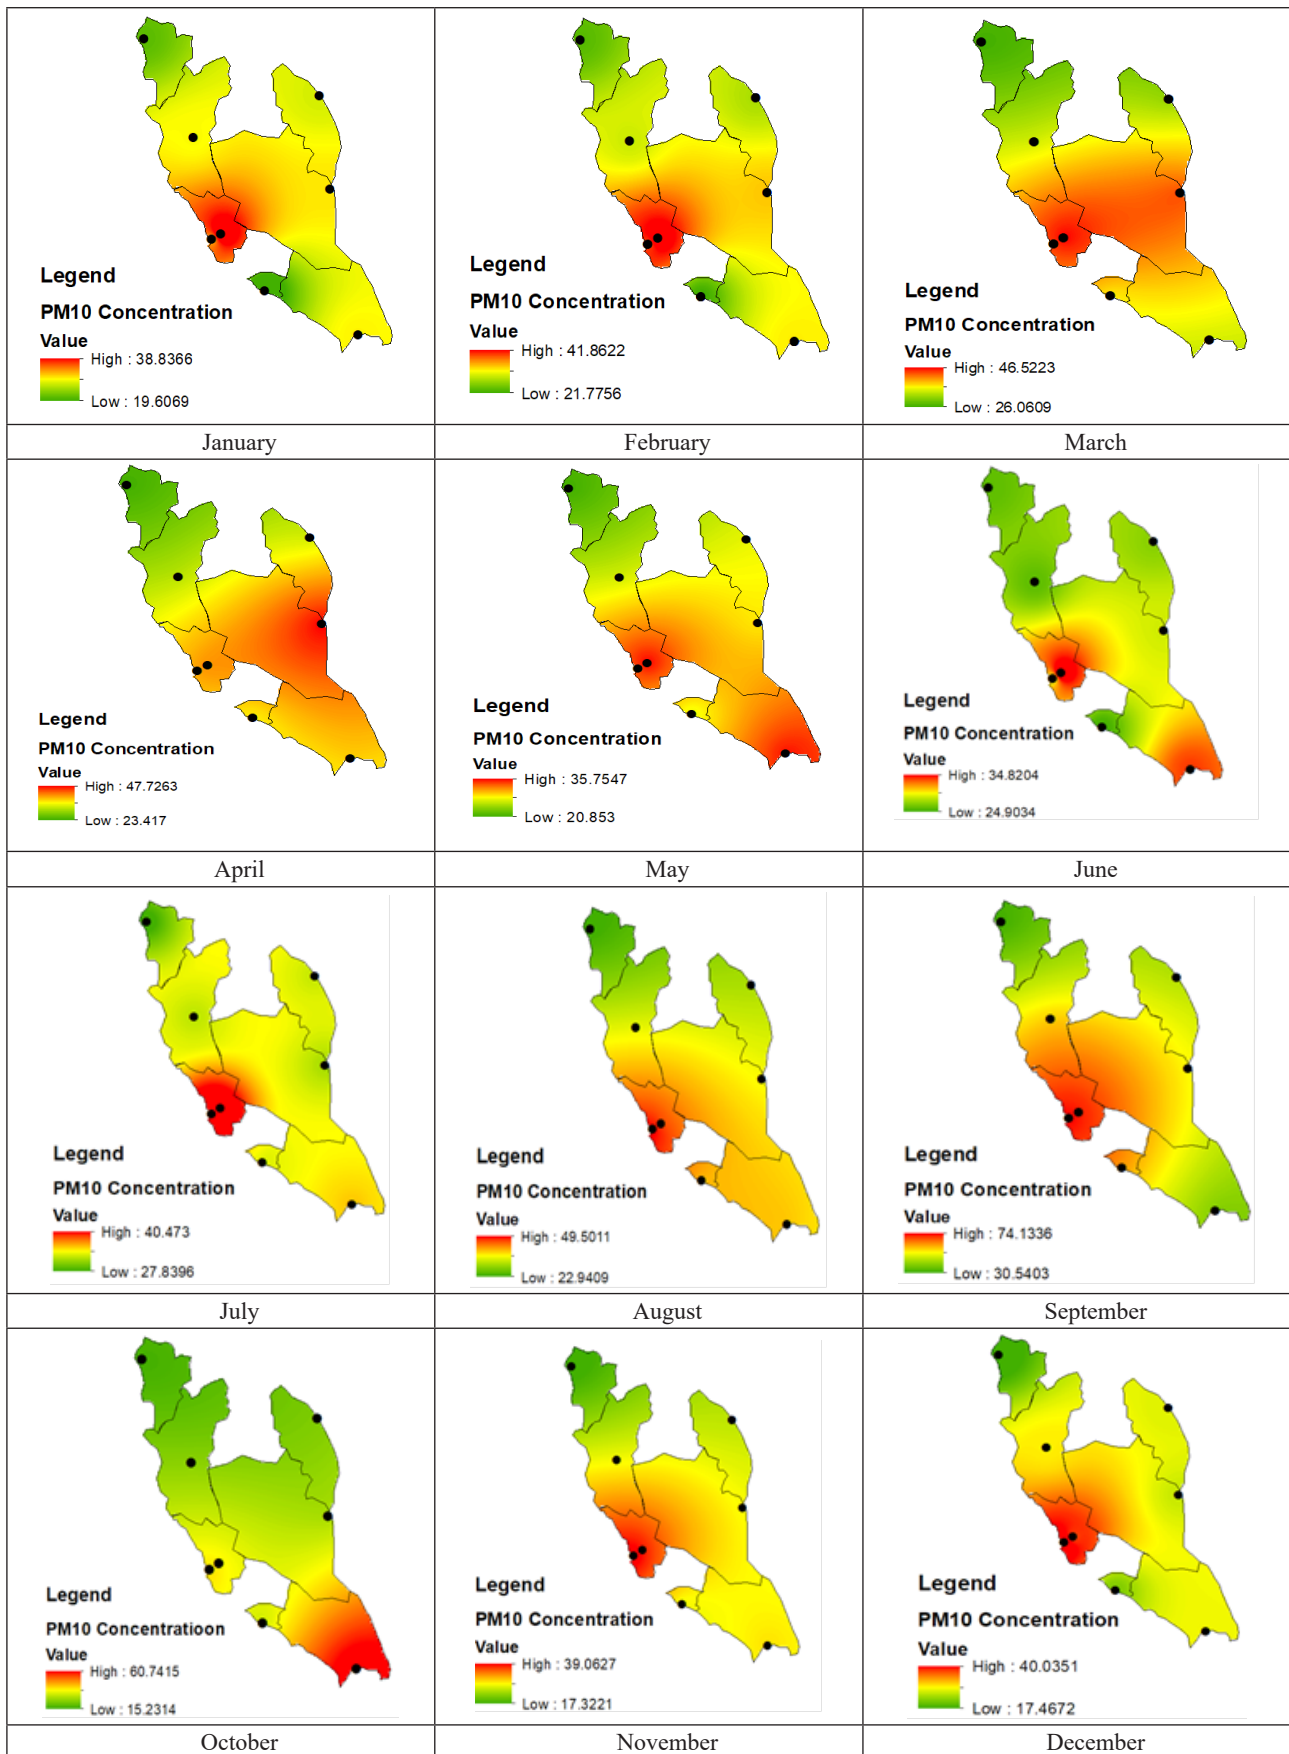 Legend
PM10 Concentration
Value
High : 38.8366
Low : 19.6069
January
Legend
PM10 Concentration
Value
High : 41.8622
Low : 21.7756
February
Legend
PM10 Concentration
Value
High : 46.5223
Low : 26.0609
March
Legend
PM10 Concentration
Value
High : 47.7263
Low : 23.417
April
Legend
PM10 Concentration
Value
High : 35.7547
Low : 20.853
May
Legend
PM10 Concentration
Value
High : 34.8204
Low : 24.9034
June
Legend
PM10 Concentration
Value
High : 40.473
Low : 27.8396
July
Legend
PM10 Concentration
Value
High : 49.5011
Low : 22.9409
August
Legend
PM10 Concentration
Value
High : 74.1336
Low : 30.5403
September
Legend
PM10 Concentratioon
Value
High : 60.7415
Low : 15.2314
October
Legend
PM10 Concentration
Value
High : 39.0627
Low : 17.3221
November
Legend
PM10 Concentration
Value
High : 40.0351
Low : 17.4672
December